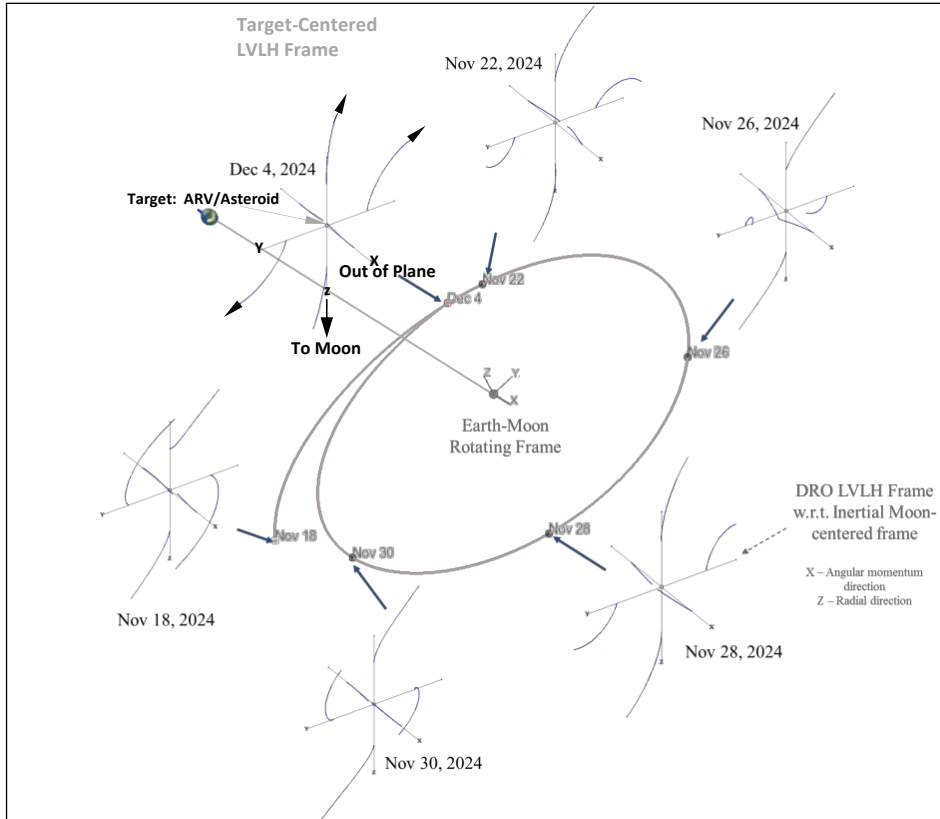 Target-Centered
LVLH Frame
Nov 22, 2024
Y
X
Z
Nov 26, 2024
Y
X
Z
Dec 4, 2024
Target: ARV/Asteroid
Y
X
Out of Plane
z
To Moon
Dec 4
Nov 22
Nov 26
Z
Y
X
Earth-Moon
Rotating Frame
Y
X
Z
Nov 18
Nov 18, 2024
Nov 30
Nov 28
DRO LVLH Frame
w.r.t. Inertial Moon-
centered frame
X – Angular momentum
direction
Z – Radial direction
Y
X
Z
Nov 28, 2024
Y
X
Z
Nov 30, 2024